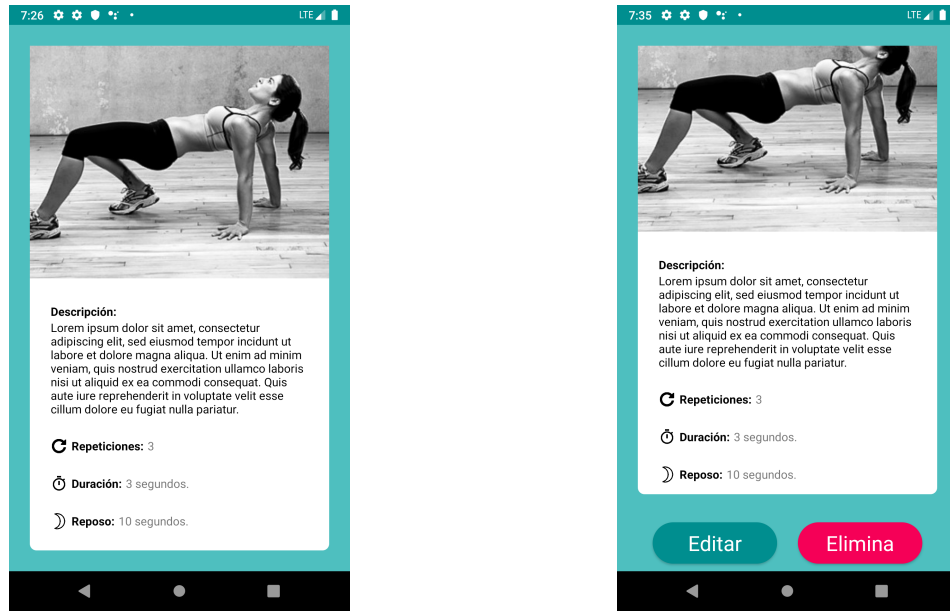 7:26
LTE
Descripción:
Lorem ipsum dolor sit amet, consectetur
adipiscing elit, sed eiusmod tempor incidunt ut
labore et dolore magna aliqua. Ut enim ad minim
veniam, quis nostrud exercitation ullamco laboris
nisi ut aliquid ex ea commodi consequat. Quis
aute iure reprehenderit in voluptate velit esse
cillum dolore eu fugiat nulla pariatur.
Repeticiones: 3
Duración: 3 segundos.
Reposo: 10 segundos.
7:35
LTE
Descripción:
Lorem ipsum dolor sit amet, consectetur
adipiscing elit, sed eiusmod tempor incidunt ut
labore et dolore magna aliqua. Ut enim ad minim
veniam, quis nostrud exercitation ullamco laboris
nisi ut aliquid ex ea commodi consequat. Quis
aute iure reprehenderit in voluptate velit esse
cillum dolore eu fugiat nulla pariatur.
Repeticiones: 3
Duración: 3 segundos.
Reposo: 10 segundos.
Editar
Elimina